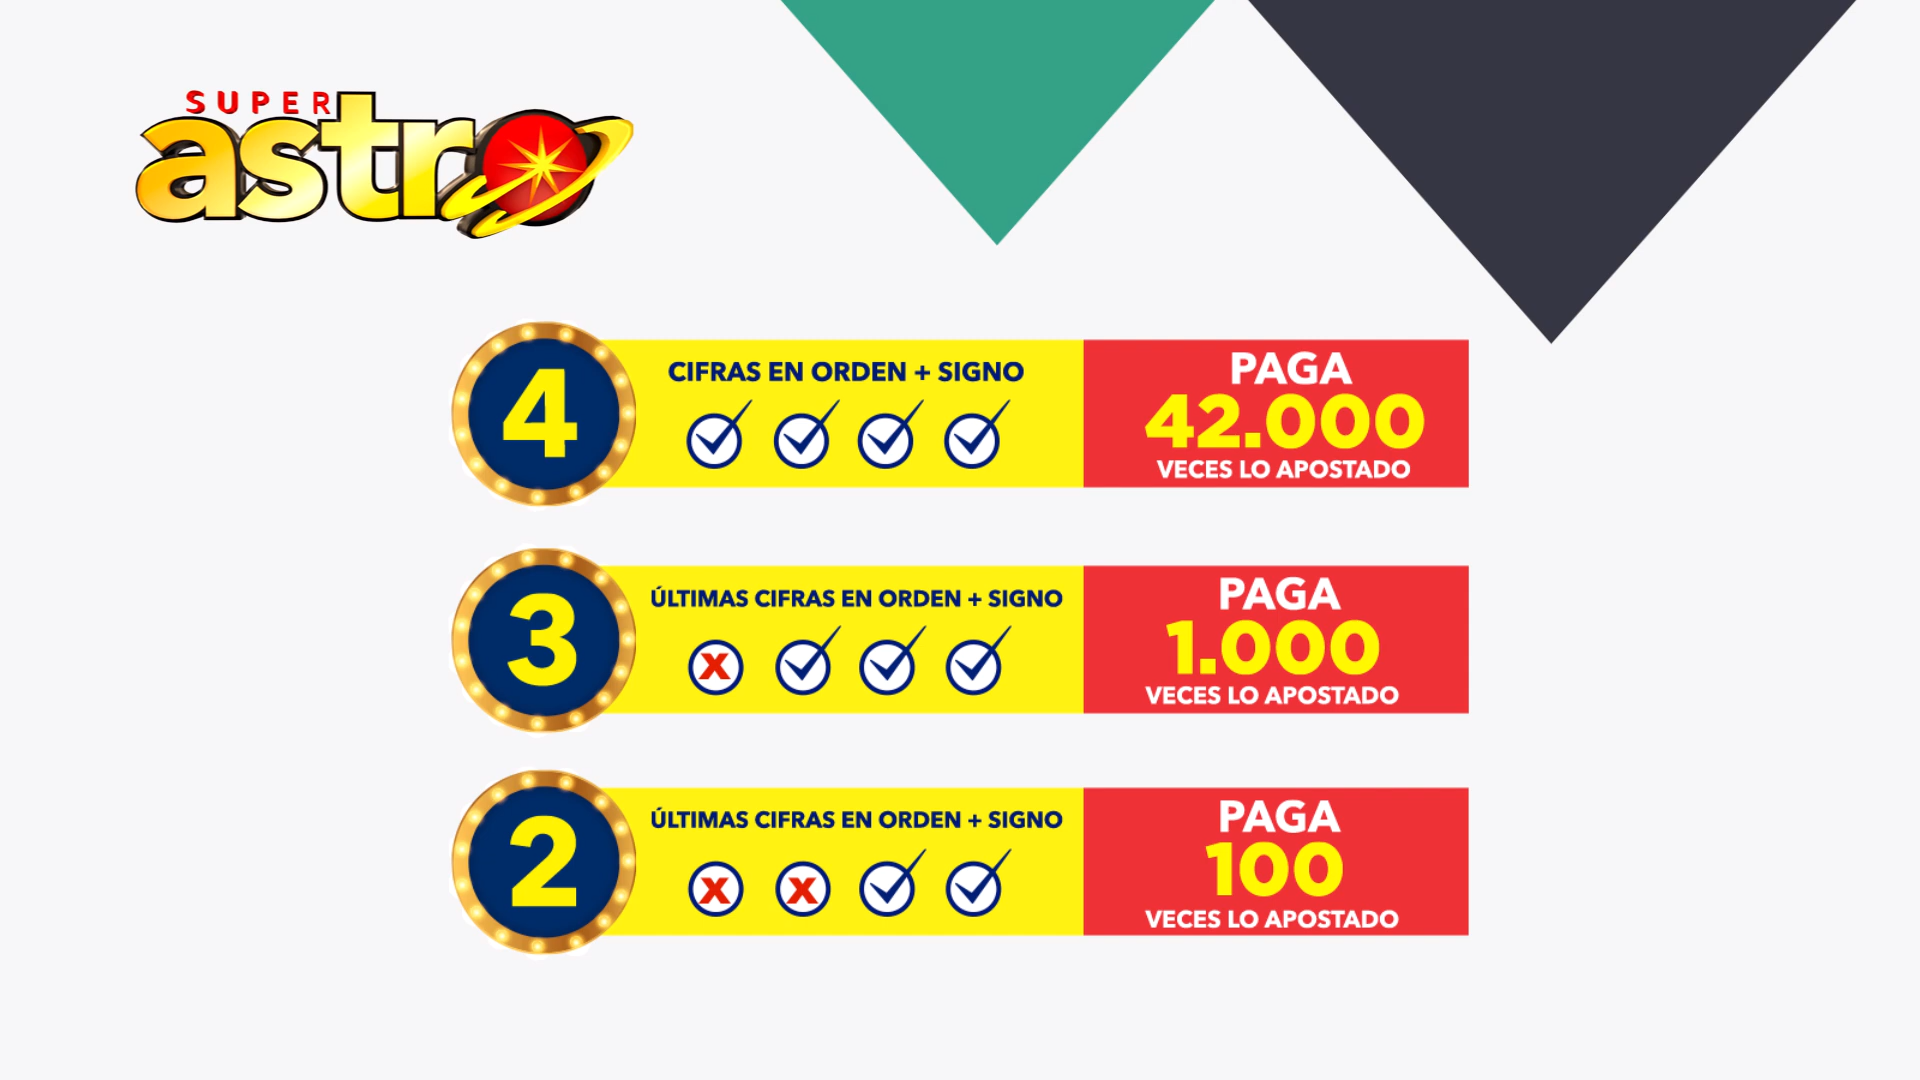 SUPER
astro
4
CIFRAS EN ORDEN + SIGNO
PAGA
42.000
VECES LO APOSTADO
3
ÚLTIMAS CIFRAS EN ORDEN + SIGNO
X
PAGA
1.000
VECES LO APOSTADO
2
ÚLTIMAS CIFRAS EN ORDEN + SIGNO
X X
PAGA
100
VECES LO APOSTADO